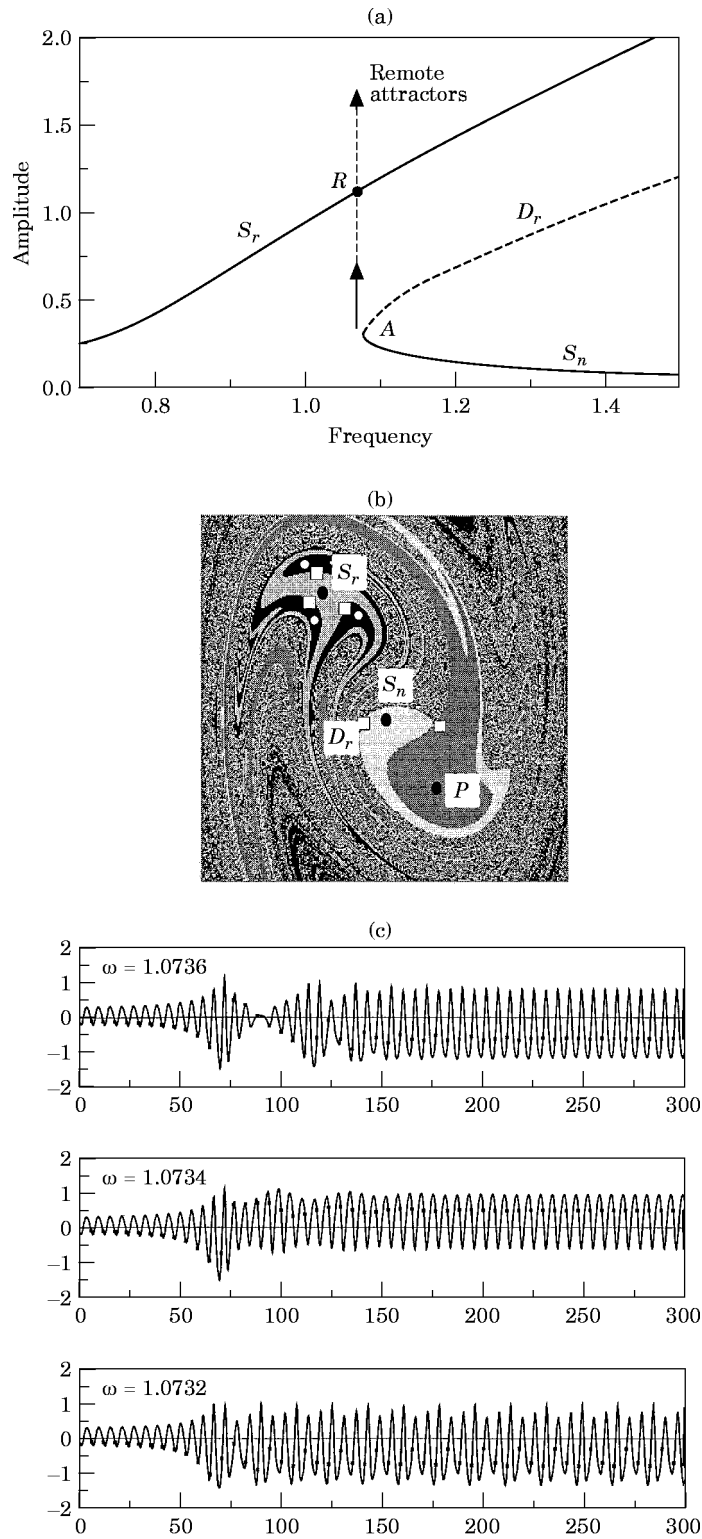 (a)
2.0
1.5
1.0
0.5
0.0
Amplitude
Remote
attractors
R
S_r
D_r
A
S_n
0.8 1.0 1.2 1.4
Frequency
(b)
S_r
S_n
D_r
P
(c)
2
1
0
−1
−2
ω = 1.0736
0 50 100 150 200 250 300
2
1
0
−1
−2
ω = 1.0734
0 50 100 150 200 250 300
2
1
0
−1
−2
ω = 1.0732
0 50 100 150 200 250 300